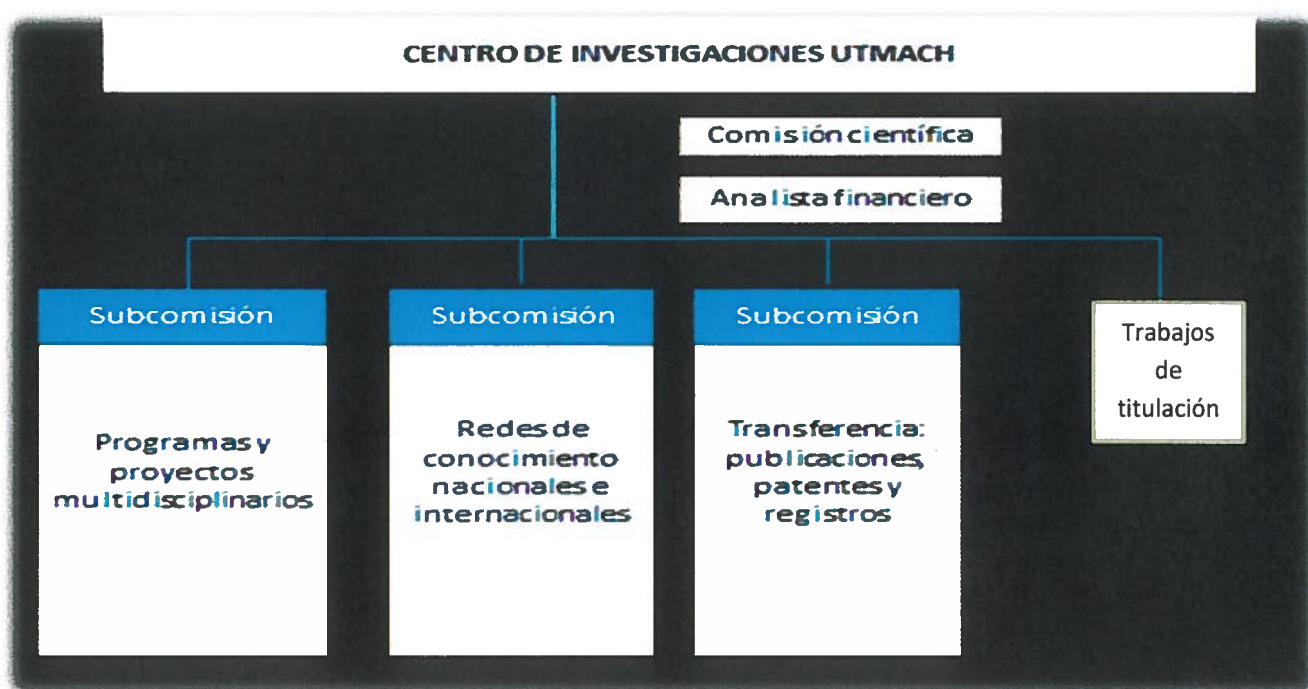 CENTRO DE INVESTIGACIONES UTMACH
Comisión científica
Analista financiero
Subcomisión
Programas y
proyectos
multidisciplinarios
Subcomisión
Redes de
conocimiento
nacionales e
internacionales
Subcomisión
Transferencia:
publicaciones,
patentes y
registros
Trabajos
de
titulación